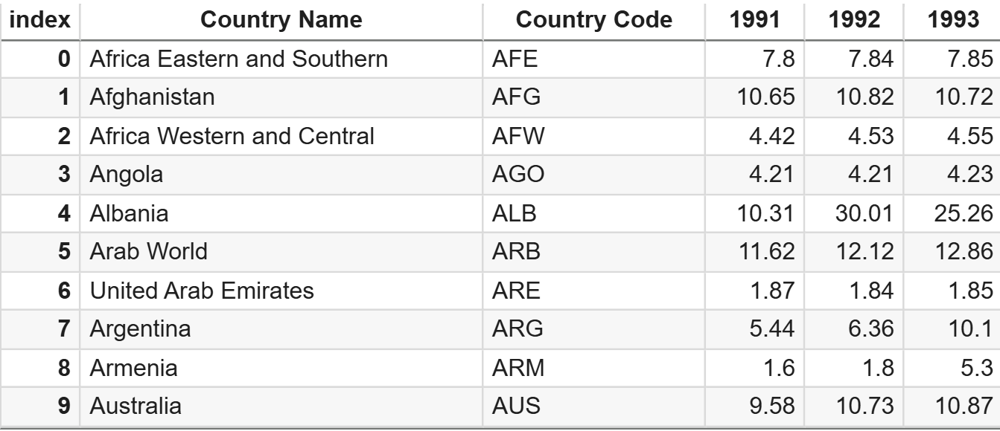 index Country Name Country Code 1991 1992 1993
0 Africa Eastern and Southern AFE 7.8 7.84 7.85
1 Afghanistan AFG 10.65 10.82 10.72
2 Africa Western and Central AFW 4.42 4.53 4.55
3 Angola AGO 4.21 4.21 4.23
4 Albania ALB 10.31 30.01 25.26
5 Arab World ARB 11.62 12.12 12.86
6 United Arab Emirates ARE 1.87 1.84 1.85
7 Argentina ARG 5.44 6.36 10.1
8 Armenia ARM 1.6 1.8 5.3
9 Australia AUS 9.58 10.73 10.87